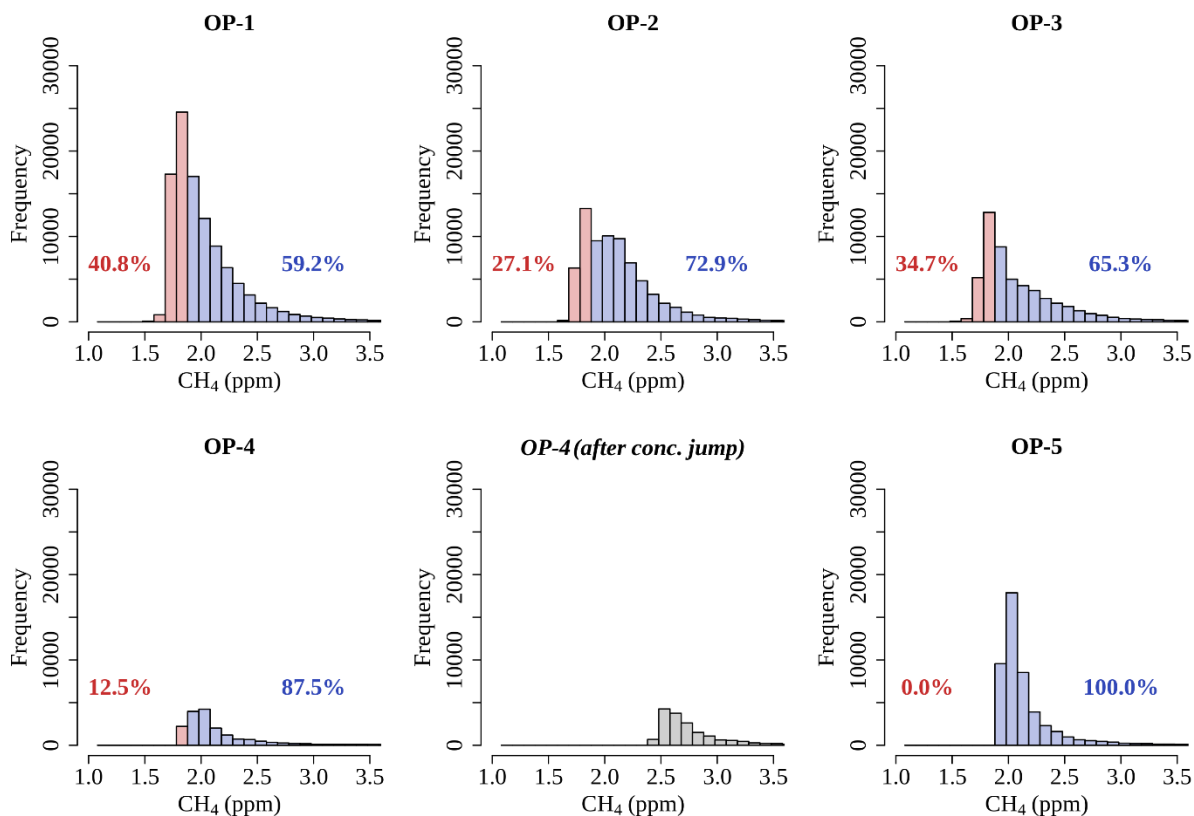 OP-1
OP-2
OP-3
Frequency
0
10000
20000
30000
40.8%
59.2%
1.0 1.5 2.0 2.5 3.0 3.5
CH₄ (ppm)
Frequency
0
10000
20000
30000
27.1%
72.9%
1.0 1.5 2.0 2.5 3.0 3.5
CH₄ (ppm)
Frequency
0
10000
20000
30000
34.7%
65.3%
1.0 1.5 2.0 2.5 3.0 3.5
CH₄ (ppm)
OP-4
OP-4 (after conc. jump)
OP-5
Frequency
0
10000
20000
30000
12.5%
87.5%
1.0 1.5 2.0 2.5 3.0 3.5
CH₄ (ppm)
Frequency
0
10000
20000
30000
1.0 1.5 2.0 2.5 3.0 3.5
CH₄ (ppm)
Frequency
0
10000
20000
30000
0.0%
100.0%
1.0 1.5 2.0 2.5 3.0 3.5
CH₄ (ppm)